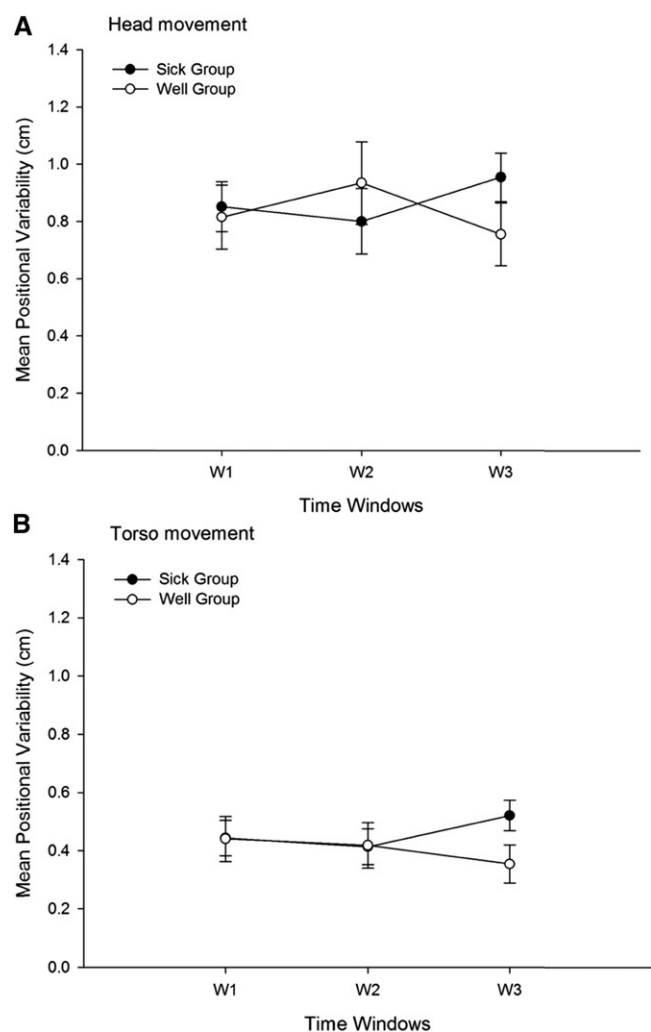 A
Head movement
1.4
Sick Group
Well Group
1.2
1.0
0.8
0.6
0.4
0.2
0.0
Mean Positional Variability (cm)
W1 W2 W3
Time Windows
B
Torso movement
1.4
Sick Group
Well Group
1.2
1.0
0.8
0.6
0.4
0.2
0.0
Mean Positional Variability (cm)
W1 W2 W3
Time Windows